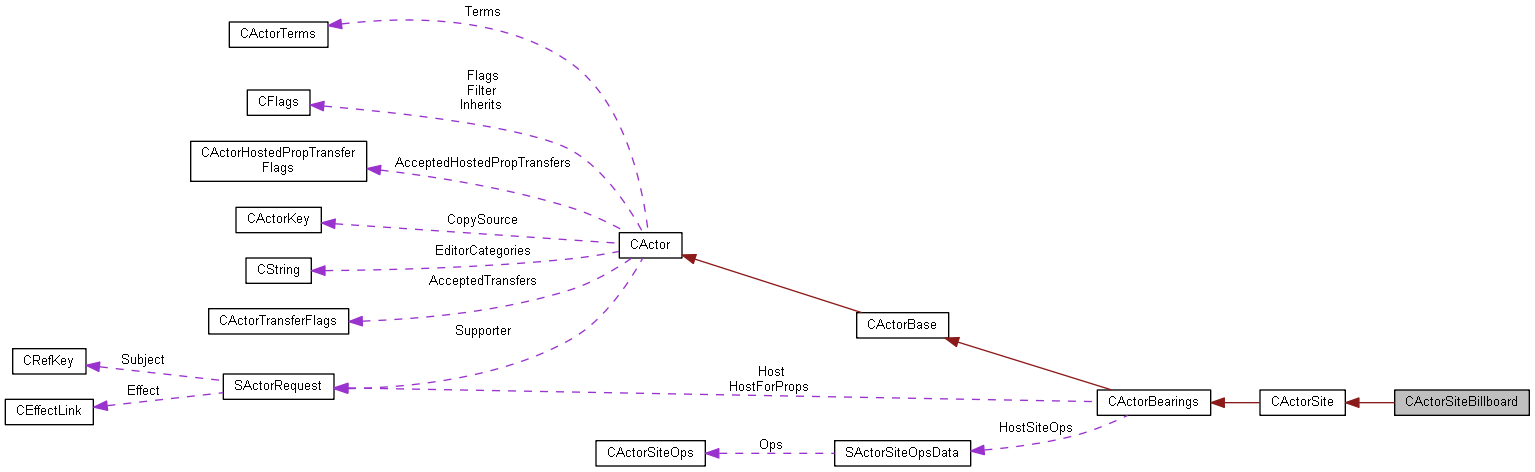 Terms
CActorTerms
Flags
Filter
Inherits
CFlags
CActorHostedPropTransfer
Flags
AcceptedHostedPropTransfers
CActorKey
CopySource
CActor
EditorCategories
CString
AcceptedTransfers
CActorTransferFlags
CActorBase
Supporter
CRefKey
Subject
SActorRequest
Host
HostForProps
Effect
CEffectLink
CActorBearings
CActorSite
CActorSiteBillboard
HostSiteOps
CActorSiteOps
Ops
SActorSiteOpsData